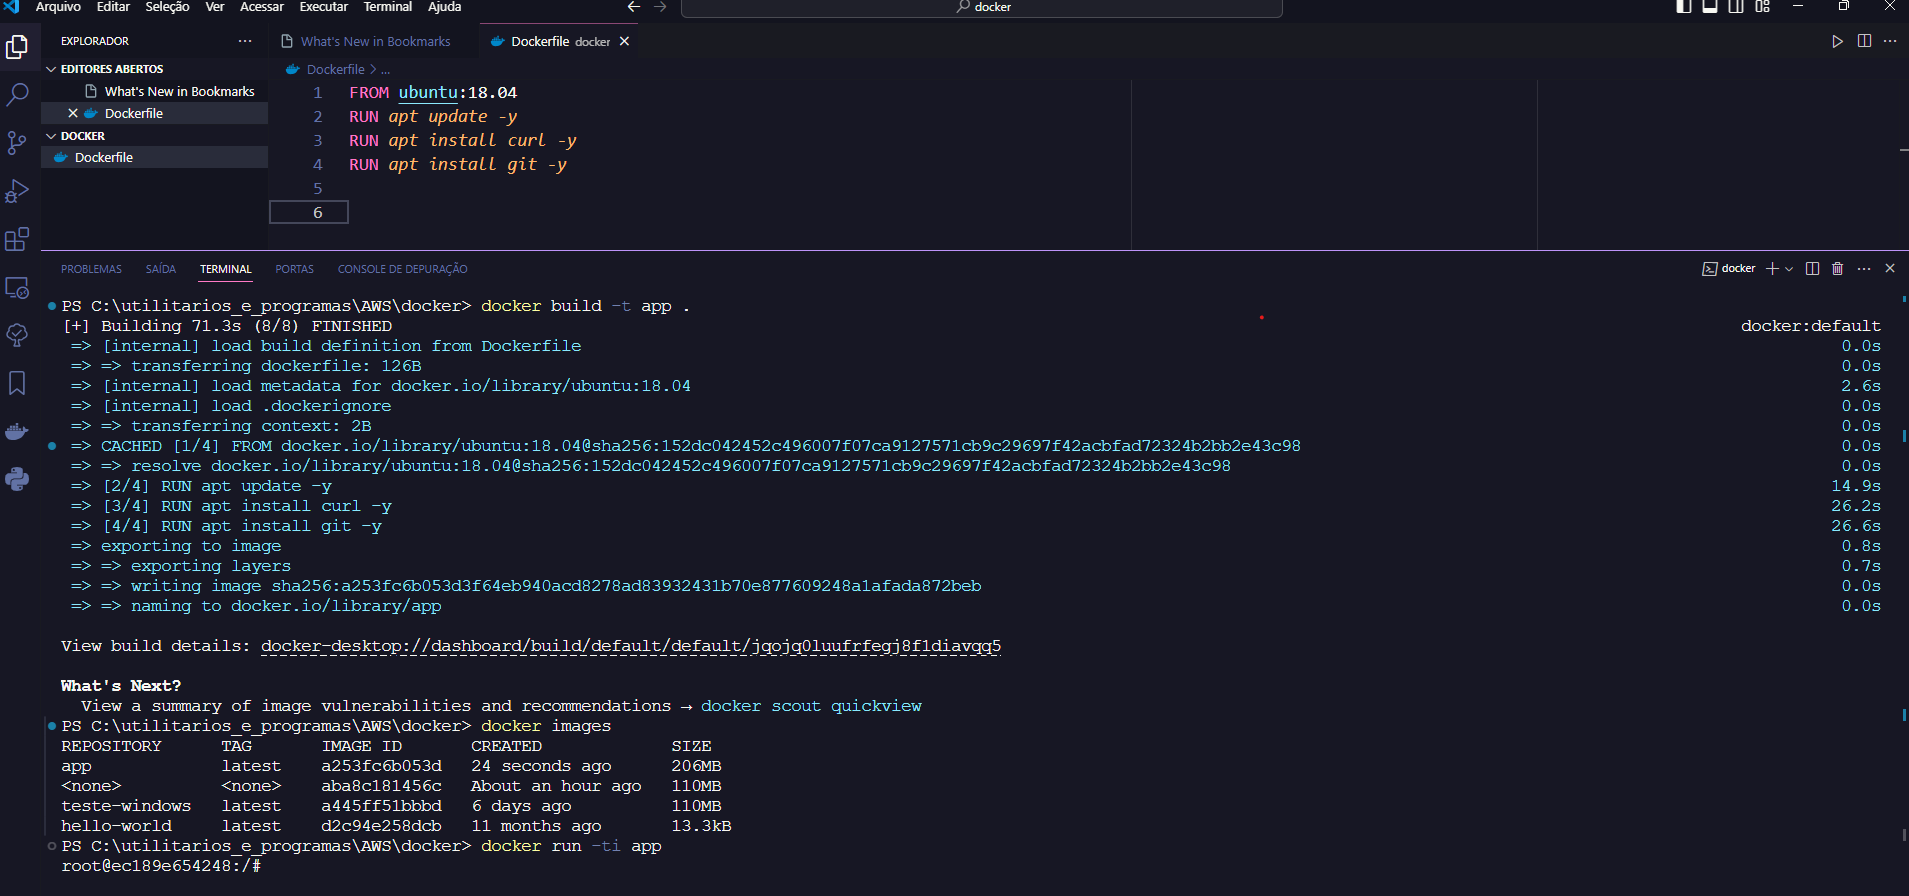 Arquivo Editar Seleção Ver Acessar Executar Terminal Ajuda
docker
EXPLORADOR
What's New in Bookmarks
Dockerfile docker
EDITORES ABERTOS
What's New in Bookmarks
Dockerfile
DOCKER
Dockerfile
Dockerfile > ...
1 FROM ubuntu:18.04
2 RUN apt update -y
3 RUN apt install curl -y
4 RUN apt install git -y
5
6
PROBLEMAS SAÍDA TERMINAL PORTAS CONSOLE DE DEPURAÇÃO
docker
PS C:\utilitarios_e_programas\AWS\docker> docker build -t app .
[+] Building 71.3s (8/8) FINISHED docker:default
=> [internal] load build definition from Dockerfile 0.0s
=> => transferring dockerfile: 126B 0.0s
=> [internal] load metadata for docker.io/library/ubuntu:18.04 2.6s
=> [internal] load .dockerignore 0.0s
=> => transferring context: 2B 0.0s
=> CACHED [1/4] FROM docker.io/library/ubuntu:18.04@sha256:152dc042452c496007f07ca9127571cb9c29697f42acbfad72324b2bb2e43c98 0.0s
=> => resolve docker.io/library/ubuntu:18.04@sha256:152dc042452c496007f07ca9127571cb9c29697f42acbfad72324b2bb2e43c98 0.0s
=> [2/4] RUN apt update -y 14.9s
=> [3/4] RUN apt install curl -y 26.2s
=> [4/4] RUN apt install git -y 26.6s
=> exporting to image 0.8s
=> => exporting layers 0.7s
=> => writing image sha256:a253fc6b053d3f64eb940acd8278ad83932431b70e877609248a1afada872beb 0.0s
=> => naming to docker.io/library/app 0.0s
View build details: docker-desktop://dashboard/build/default/default/jqojq0luufrfegj8f1diavqq5
What's Next?
View a summary of image vulnerabilities and recommendations → docker scout quickview
PS C:\utilitarios_e_programas\AWS\docker> docker images
REPOSITORY TAG IMAGE ID CREATED SIZE
app latest a253fc6b053d 24 seconds ago 206MB
<none> <none> aba8c181456c About an hour ago 110MB
teste-windows latest a445ff51bbbd 6 days ago 110MB
hello-world latest d2c94e258dcb 11 months ago 13.3kB
PS C:\utilitarios_e_programas\AWS\docker> docker run -ti app
root@ec189e654248:/#